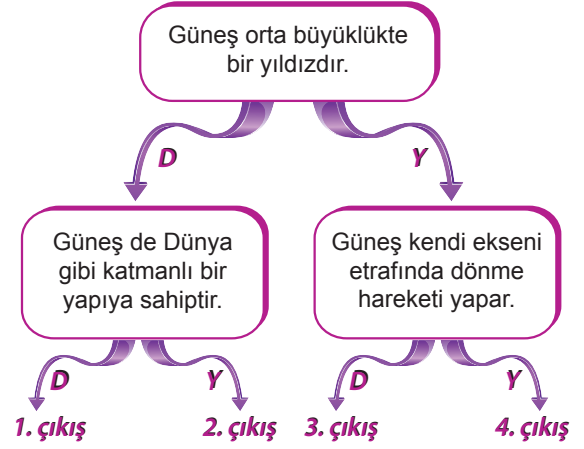 Güneş orta büyüklükte
bir yıldızdır.
D
Y
Güneş de Dünya
gibi katmanlı bir
yapıya sahiptir.
Güneş kendi ekseni
etrafında dönme
hareketi yapar.
D
Y
D
Y
1. çıkış
2. çıkış
3. çıkış
4. çıkış